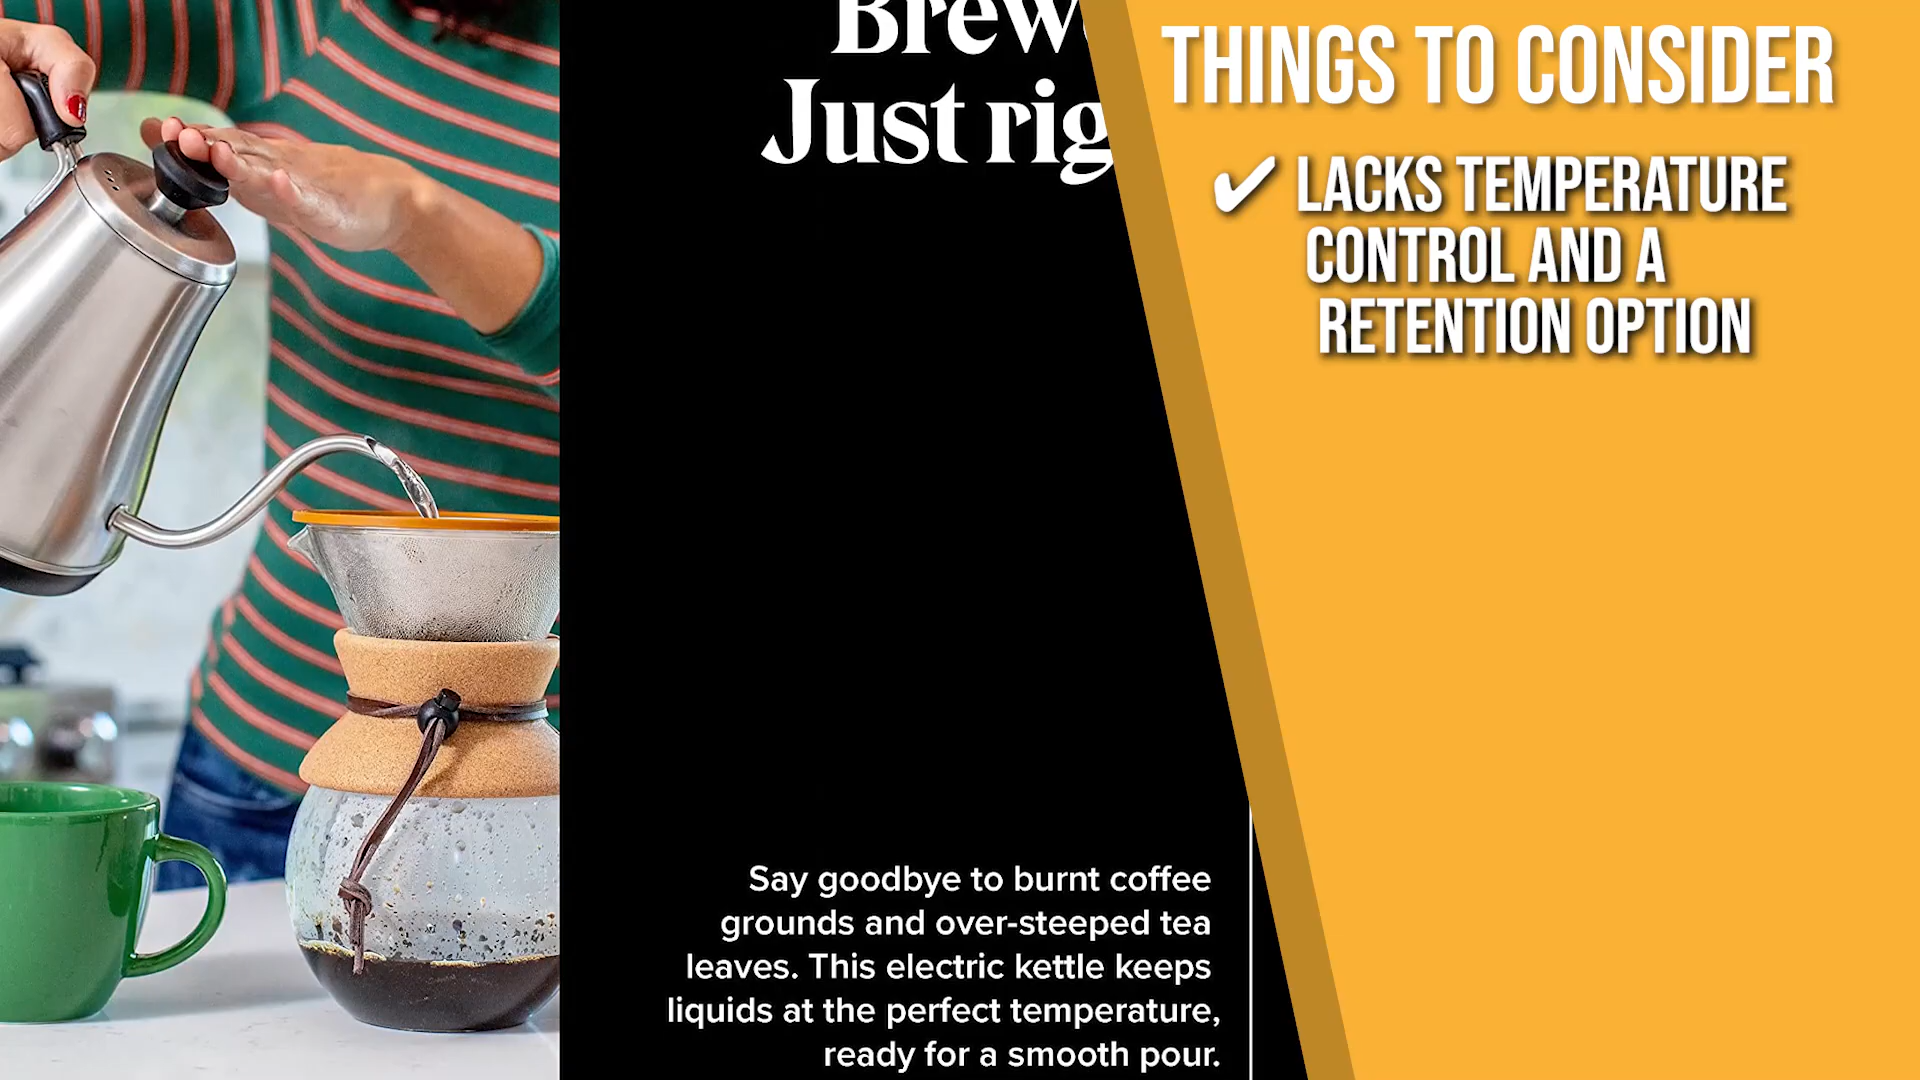 Just
THINGS TO CONSIDER
✔ LACKS TEMPERATURE
CONTROL AND A
RETENTION OPTION
Say goodbye to burnt coffee
grounds and over-steeped tea
leaves. This electric kettle keeps
liquids at the perfect temperature,
ready for a smooth pour.